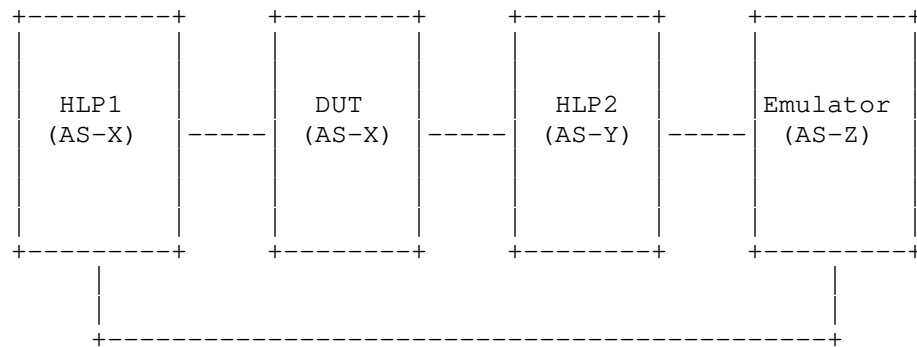 HLP1 DUT HLP2 Emulator
(AS-X) (AS-X) (AS-Y) (AS-Z)